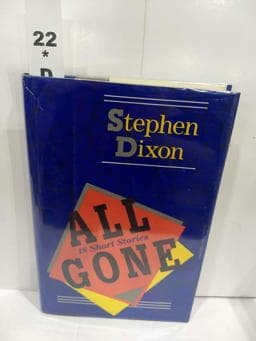 22
*
D
Stephen
Dixon
ALL
18 Short Stories
GONE